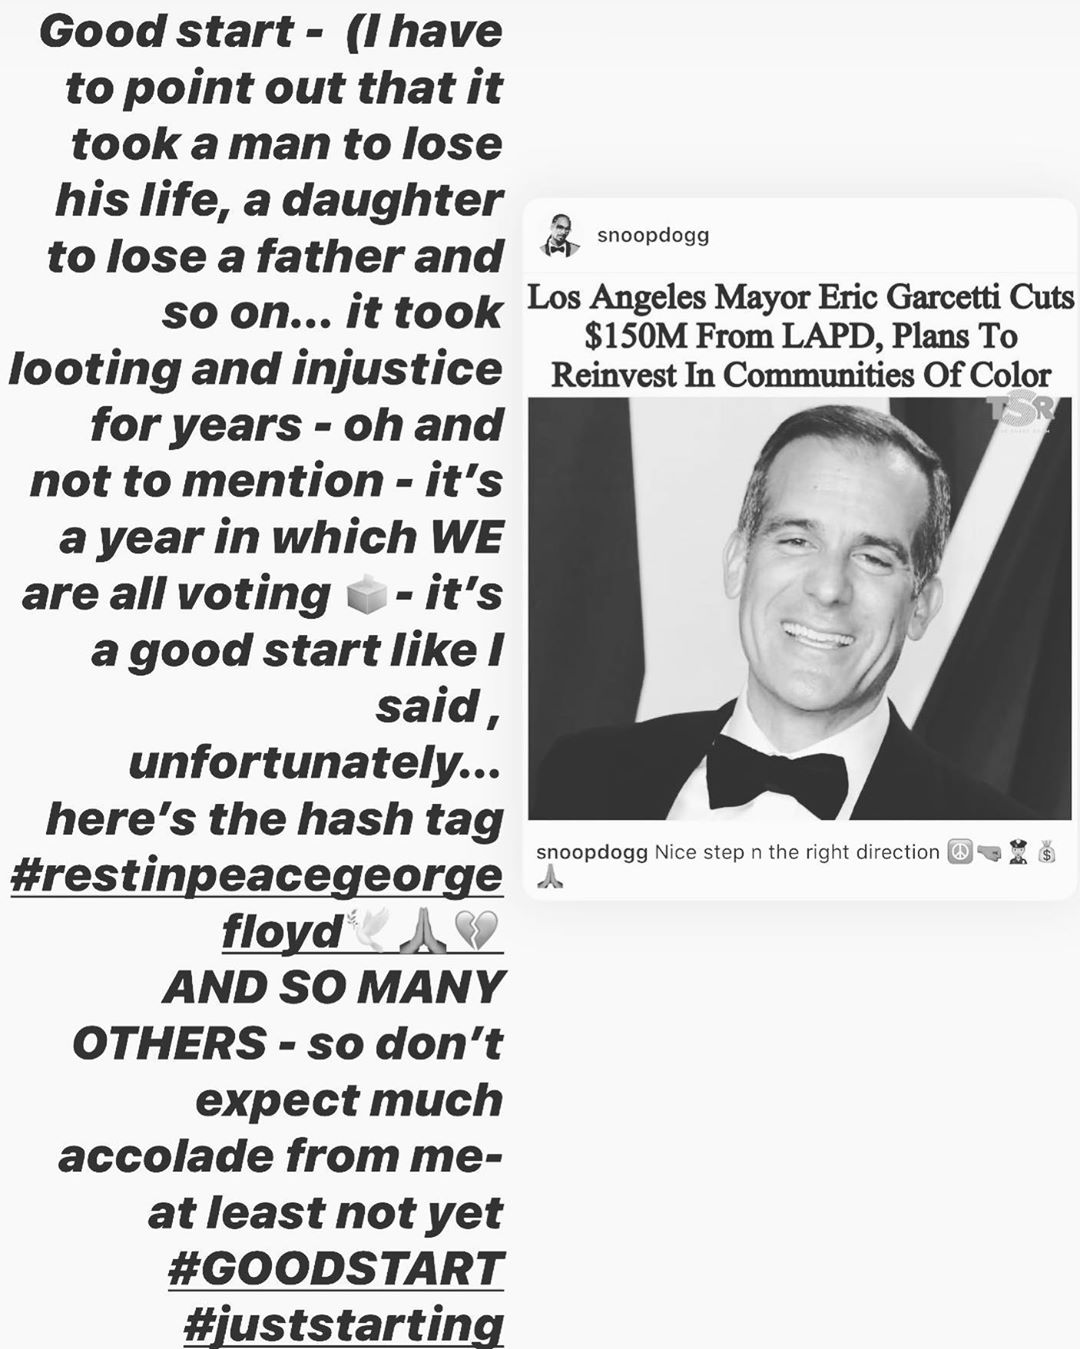 Good start -  (I have
to point out that it
took a man to lose
his life, a daughter
to lose a father and
so on... it took
looting and injustice
for years - oh and
not to mention - it's
a year in which WE
are all voting 🗳 - it's
a good start like I
said ,
unfortunately...
here's the hash tag
#restinpeacegeorge
floyd🕊🙏💔
AND SO MANY
OTHERS - so don't
expect much
accolade from me-
at least not yet
#GOODSTART
#juststarting
snoopdogg
Los Angeles Mayor Eric Garcetti Cuts
$150M From LAPD, Plans To
Reinvest In Communities Of Color
TSR
snoopdogg Nice step n the right direction ☮🤜👮💰
🙏